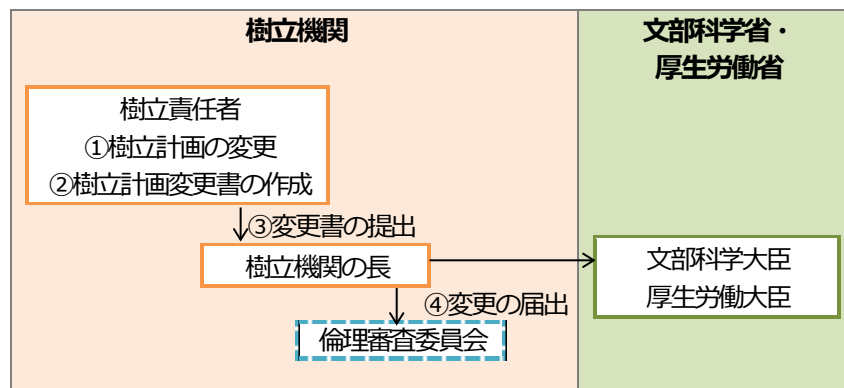 樹立機関
文部科学省・
厚生労働省
樹立責任者
①樹立計画の変更
②樹立計画変更書の作成
③変更書の提出
樹立機関の長
文部科学大臣
厚生労働大臣
④変更の届出
倫理審査委員会